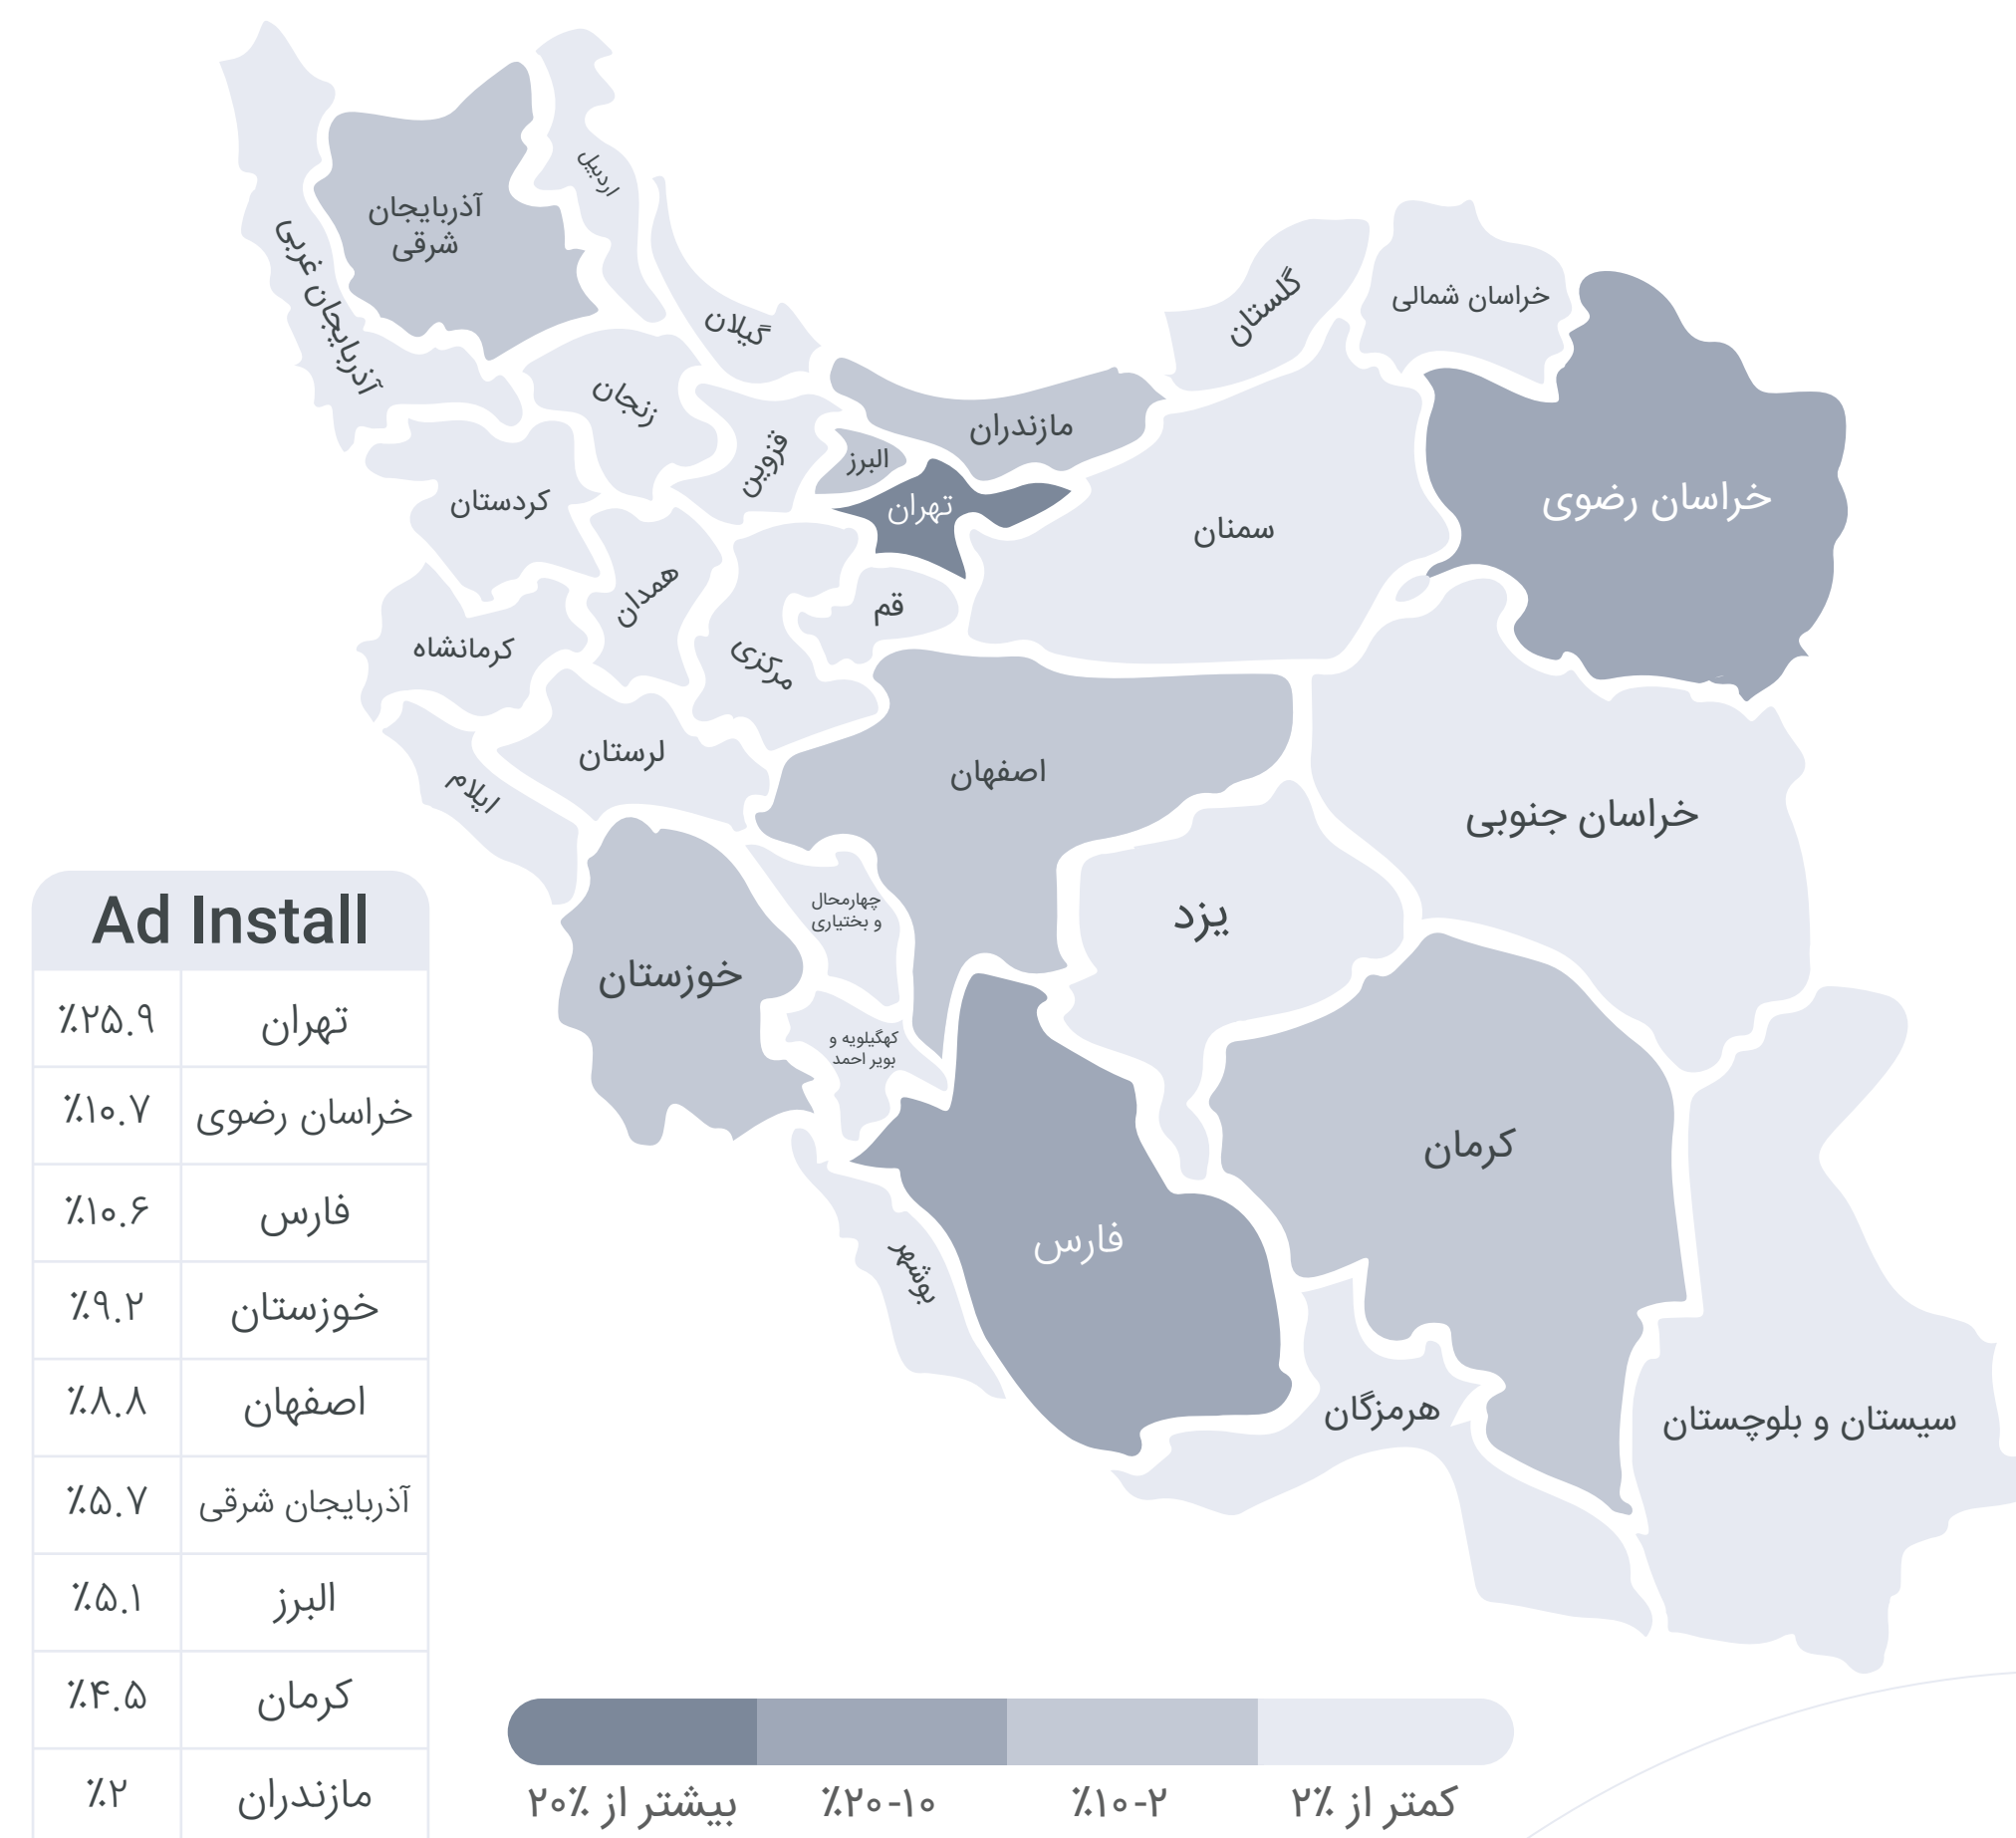 اردبیل
آذربایجان
شرقی
آذربایجان غربی
گیلان
گلستان
خراسان شمالی
زنجان
مازندران
قزوین
البرز
تهران
خراسان رضوی
کردستان
سمنان
همدان
قم
کرمانشاه
مرکزی
لرستان
اصفهان
ایلام
خراسان جنوبی
چهارمحال
و بختیاری
یزد
خوزستان
کهگیلویه و
بویر احمد
کرمان
فارس
بوشهر
هرمزگان
سیستان و بلوچستان
Ad Install
تهران ٪۲۵.۹
خراسان رضوی ٪۱۰.۷
فارس ٪۱۰.۶
خوزستان ٪۹.۲
اصفهان ٪۸.۸
آذربایجان شرقی ٪۵.۷
البرز ٪۵.۱
کرمان ٪۴.۵
مازندران ٪۲
بیشتر از ۲۰٪
٪۲۰-۱۰
٪۱۰-۲
کمتر از ۲٪